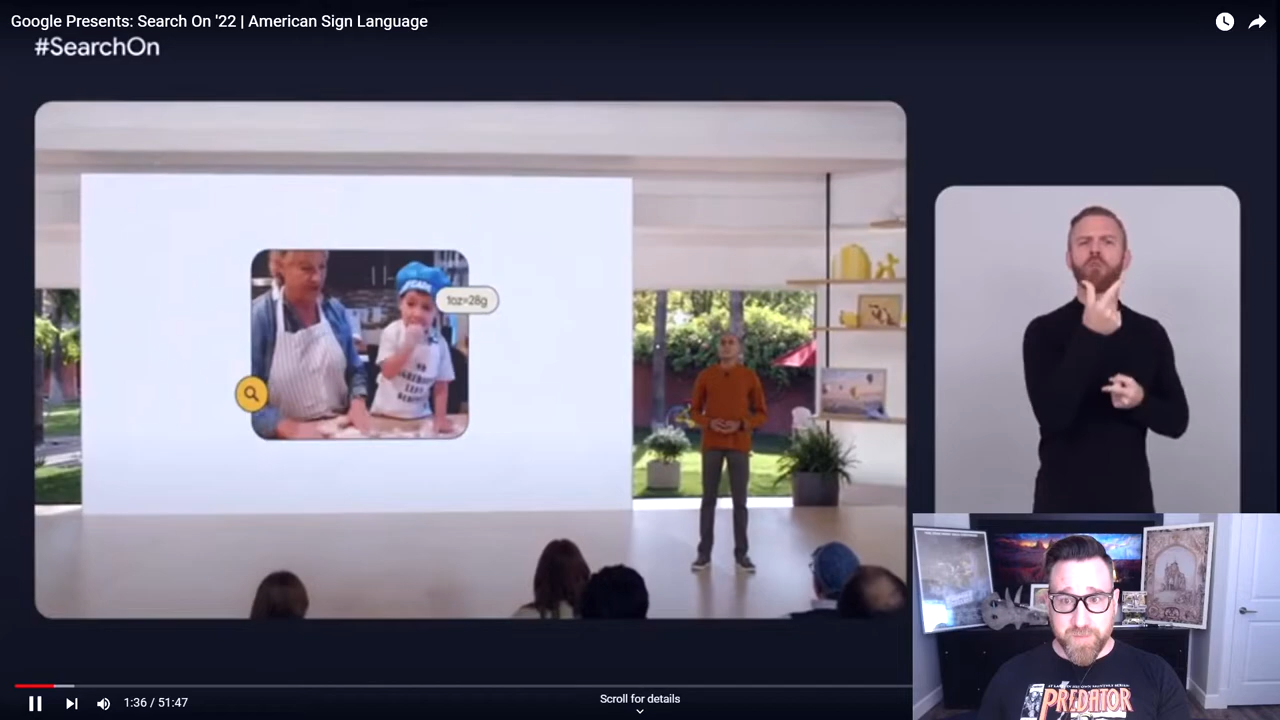 Google Presents: Search On '22 | American Sign Language
#SearchOn
1oz=28g
PREDATOR
1:36 / 51:47
Scroll for details